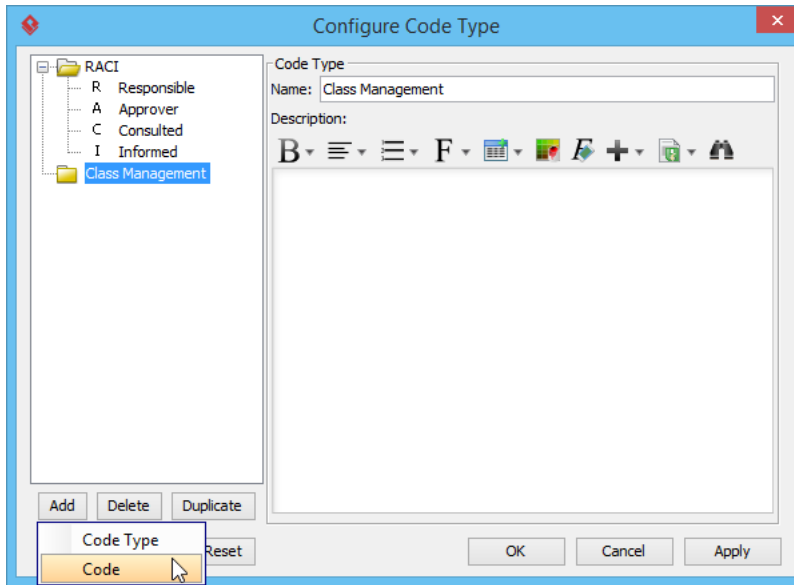 Configure Code Type
RACI
R Responsible
A Approver
C Consulted
I Informed
Class Management
Code Type
Name: Class Management
Description:
B F F
Add Delete Duplicate
Code Type
Code
Reset
OK Cancel Apply